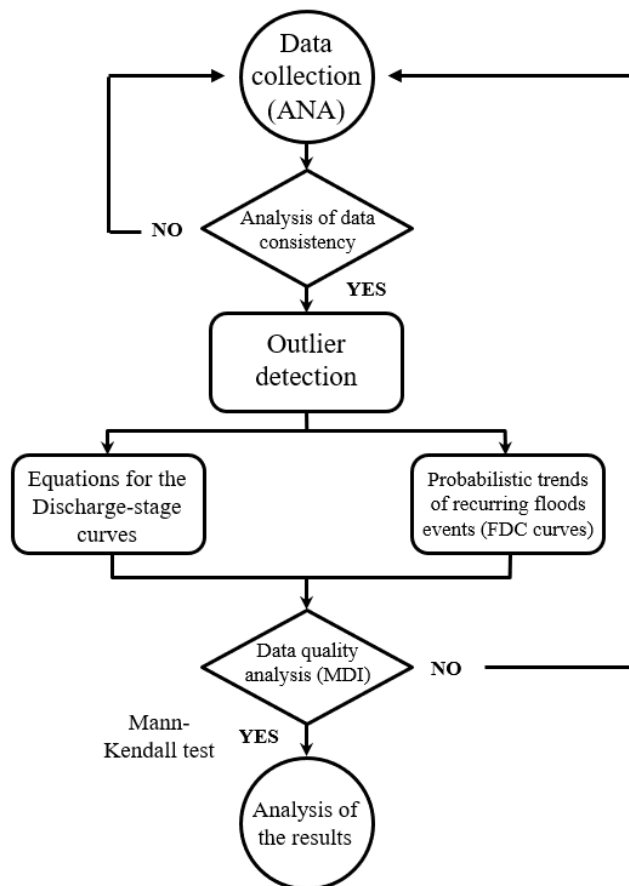 Data
collection
(ANA)
NO
Analysis of data
consistency
YES
Outlier
detection
Equations for the
Discharge-stage
curves
Probabilistic trends
of recurring floods
events (FDC curves)
Data quality
analysis (MDI)
NO
Mann-
Kendall test
YES
Analysis of
the results